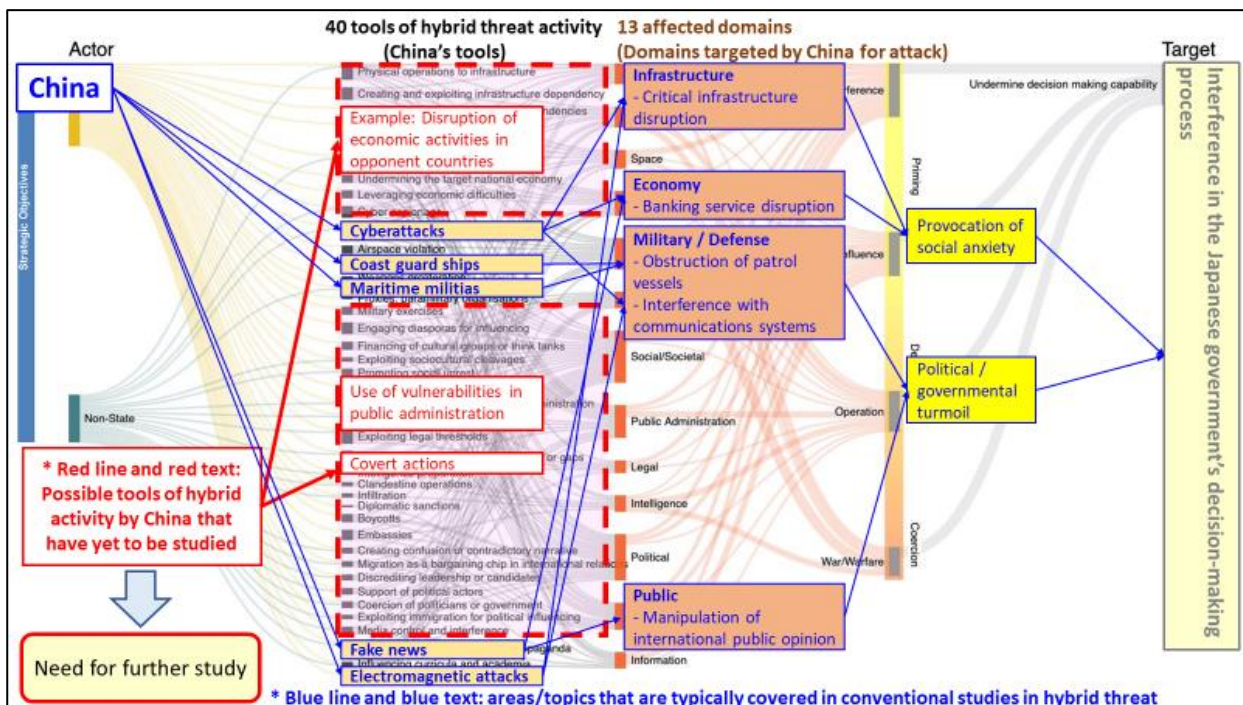 40 tools of hybrid threat activity
(China's tools)
13 affected domains
(Domains targeted by China for attack)
Actor
Target
China
Strategic Objectives
Non-State
Physical operations to infrastructure
Creating and exploiting infrastructure dependency
Example: Disruption of
economic activities in
opponent countries
Undermining the target national economy
Leveraging economic difficulties
Cyber espionage
Cyberattacks
Airspace violation
Coast guard ships
Maritime militias
Military exercises
Engaging diasporas for influencing
Financing of cultural groups or think tanks
Exploiting sociocultural cleavages
Promoting social unrest
Use of vulnerabilities in
public administration
Exploiting legal thresholds
Covert actions
Clandestine operations
Infiltration
Diplomatic sanctions
Boycotts
Embassies
Creating confusion or contradictory narrative
Migration as a bargaining chip in international relations
Discrediting leadership or candidates
Support of political actors
Coercion of politicians or government
Exploiting immigration for political influencing
Media control and interference
Fake news
Influencing curricula and academia
Electromagnetic attacks
Infrastructure
- Critical infrastructure
disruption
Space
Economy
- Banking service disruption
Military / Defense
- Obstruction of patrol
vessels
- Interference with
communications systems
Social/Societal
Public Administration
Legal
Intelligence
Political
Public
- Manipulation of
international public opinion
Information
Undermine decision making capability
Priming
Operation
War/Warfare
Coercion
Provocation of
social anxiety
Political /
governmental
turmoil
Interference in the Japanese government's decision-making
process
* Red line and red text:
Possible tools of hybrid
activity by China that
have yet to be studied
Need for further study
* Blue line and blue text: areas/topics that are typically covered in conventional studies in hybrid threat